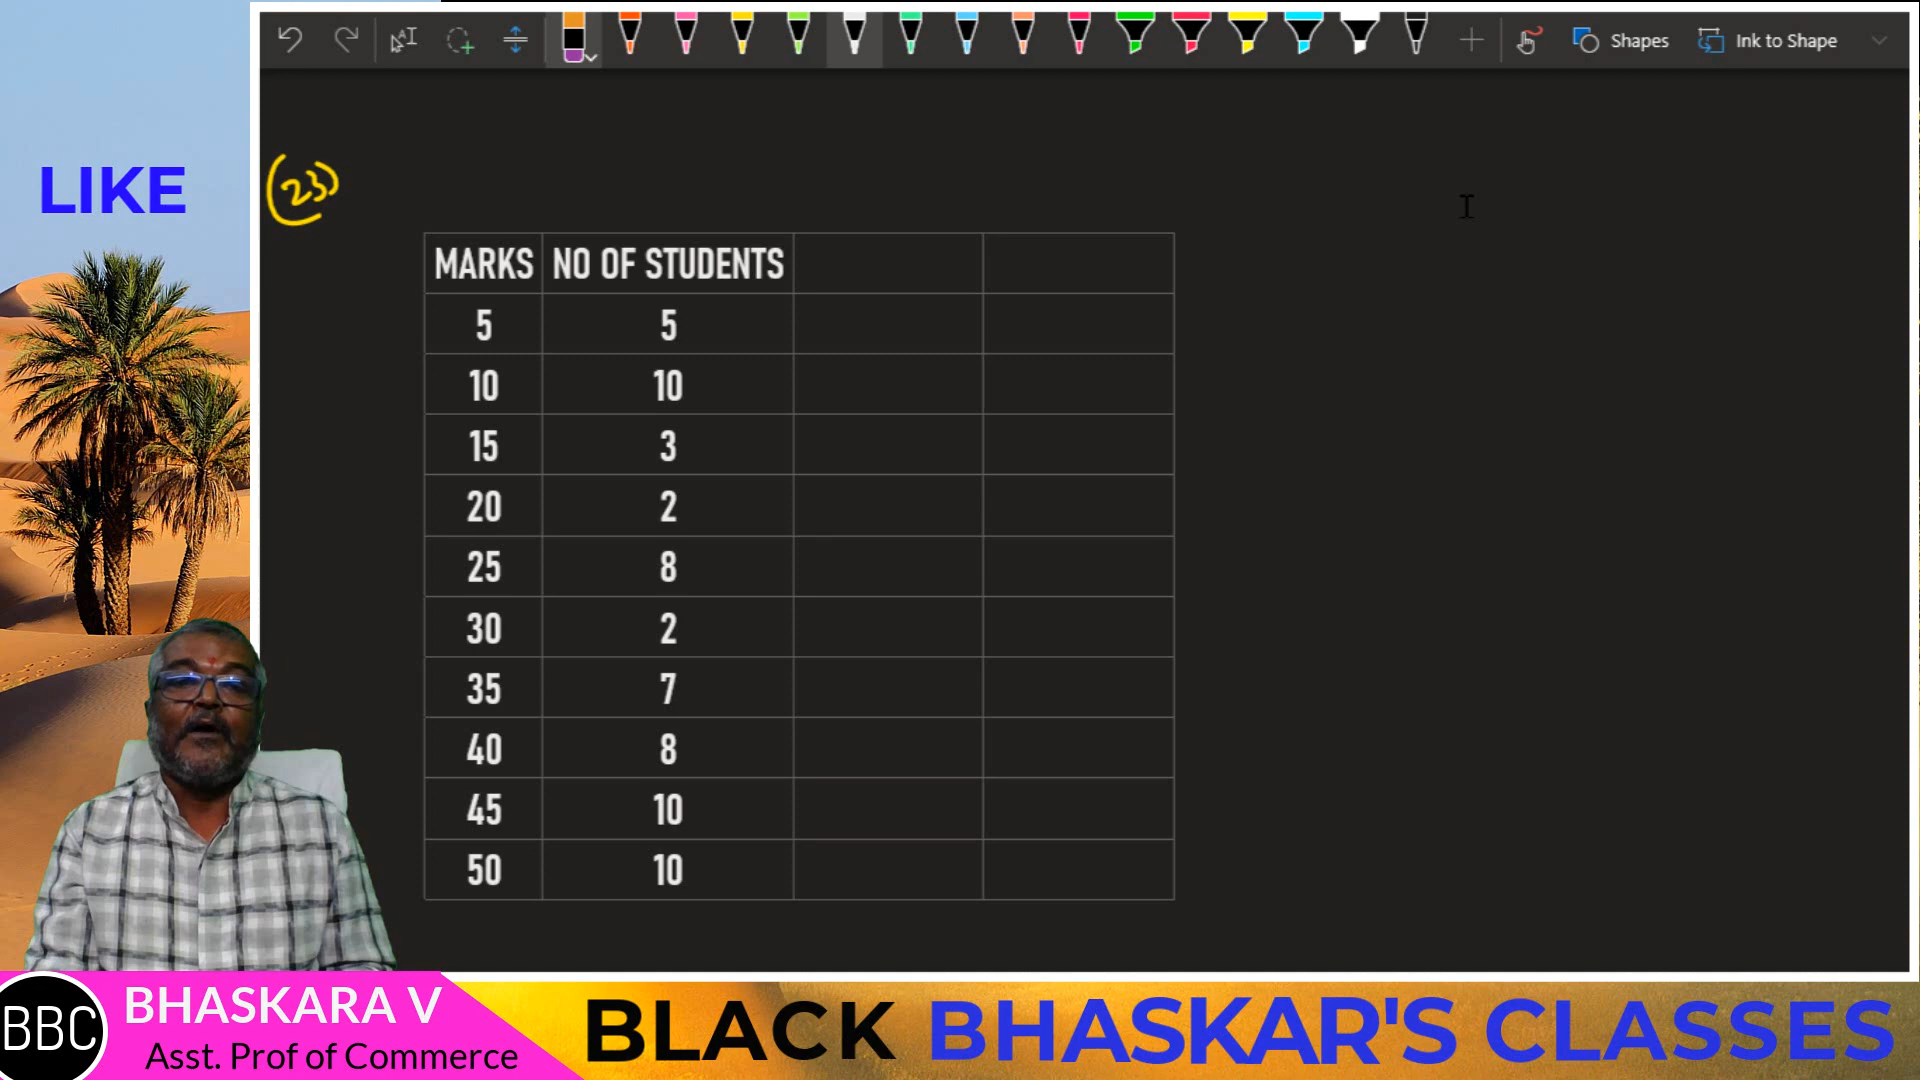 Shapes
Ink to Shape
LIKE
(23)
MARKS NO OF STUDENTS
5 5
10 10
15 3
20 2
25 8
30 2
35 7
40 8
45 10
50 10
BBC
BHASKARA V
Asst. Prof of Commerce
BLACK BHASKAR'S CLASSES